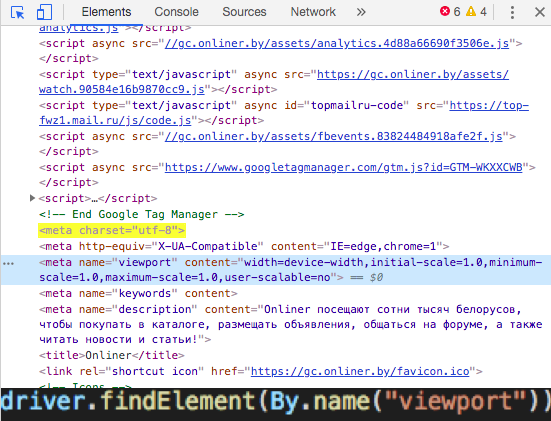 Elements Console Sources » 6 4
analytics.js"></script>
<script async src="//gc.onliner.by/assets/analytics.4d88a66690f3506e.js">
</script>
<script type="text/javascript" async src="https://gc.onliner.by/assets/
watch.90584e16b9870cc9.js"></script>
<script type="text/javascript" async id="topmailru-code" src="https://top-
fwz1.mail.ru/js/code.js"></script>
<script async src="//gc.onliner.by/assets/fbevents.83824484918afe2f.js">
</script>
<script async src="https://www.googletagmanager.com/gtm.js?id=GTM-WKXXCWB">
</script>
<script>…</script>
<!-- End Google Tag Manager -->
<meta charset="utf-8">
<meta http-equiv="X-UA-Compatible" content="IE=edge,chrome=1">
<meta name="viewport" content="width=device-width,initial-scale=1.0,minimum-
scale=1.0,maximum-scale=1.0,user-scalable=no"> == $0
<meta name="keywords" content>
<meta name="description" content="Onliner посещают сотни тысяч белорусов,
чтобы покупать в каталоге, размещать объявления, общаться на форуме, а также
читать новости и статьи!">
<title>Onliner</title>
<link rel="shortcut icon" href="https://gc.onliner.by/favicon.ico">
<!-- Icons -->
driver.findElement(By.name("viewport"))